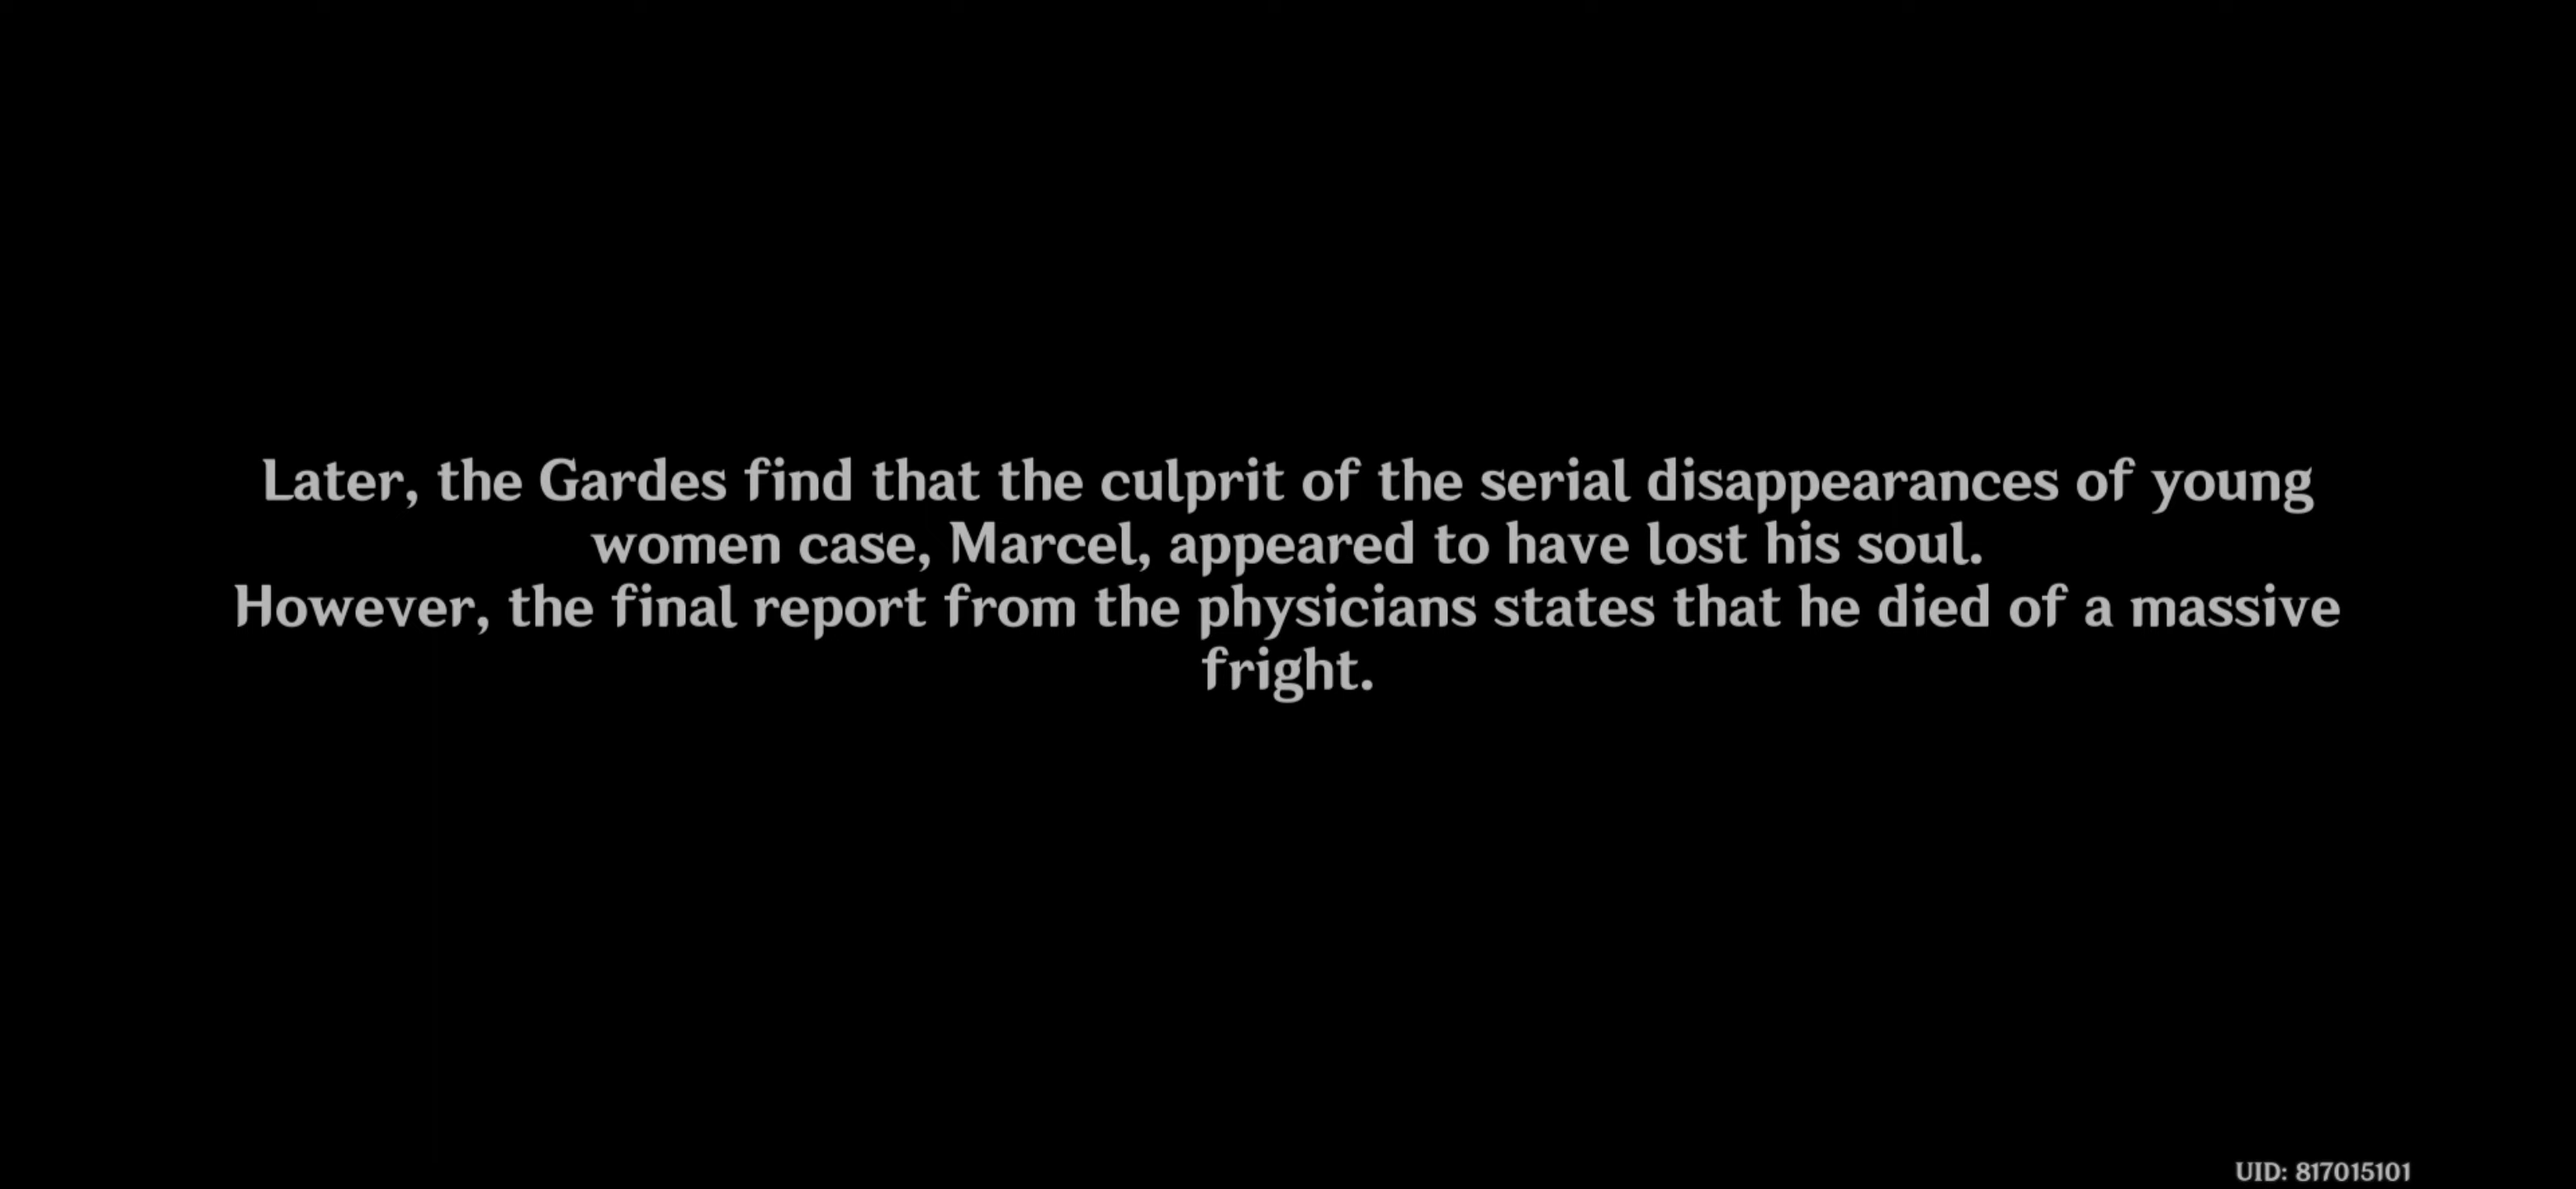 Later, the Gardes find that the culprit of the serial disappearances of young
women case, Marcel, appeared to have lost his soul.
However, the final report from the physicians states that he died of a massive
fright.
UID: 817015101